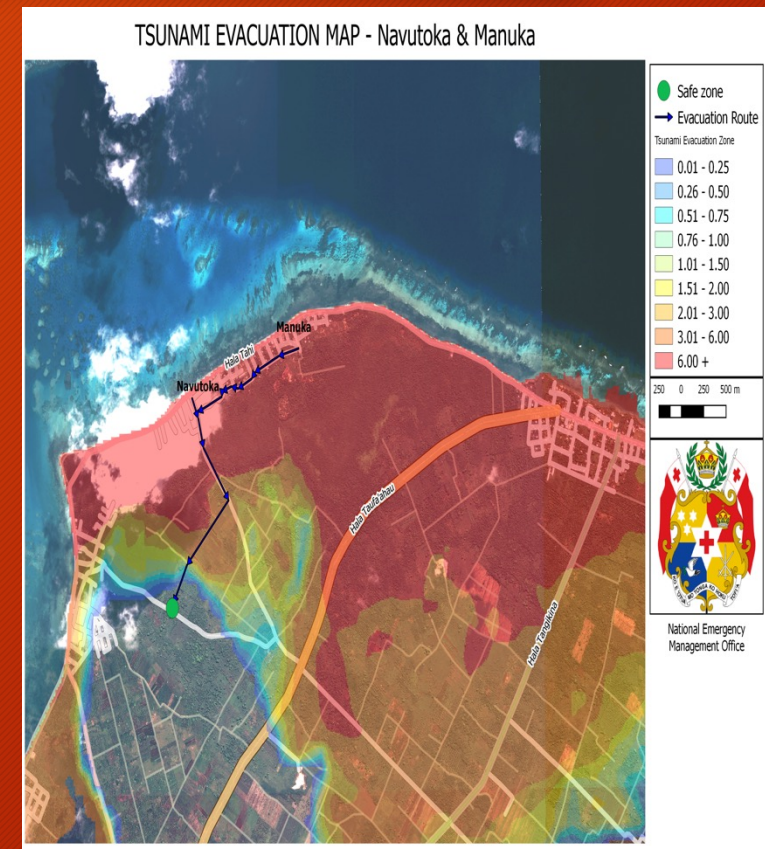 TSUNAMI EVACUATION MAP - Navutoka & Manuka
Safe zone
Evacuation Route
Tsunami Evacuation Zone
0.01 - 0.25
0.26 - 0.50
0.51 - 0.75
0.76 - 1.00
1.01 - 1.50
1.51 - 2.00
2.01 - 3.00
3.01 - 6.00
6.00 +
250 0 250 500 m
National Emergency
Management Office
Manuka
Hala Tahi
Navutoka
Hala Taufa'ahau